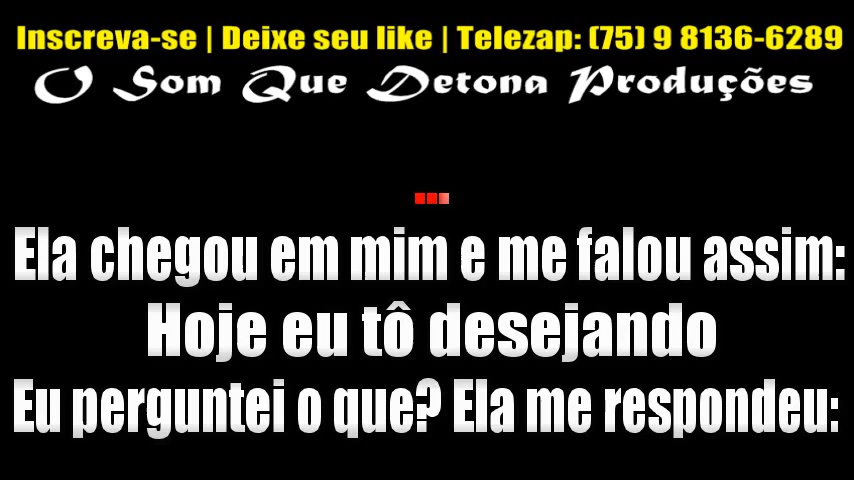 Inscreva-se | Deixe seu like | Telezap: (75) 9 8136-6289
O Som Que Detona Produções
Ela chegou em mim e me falou assim:
Hoje eu tô desejando
Eu perguntei o que? Ela me respondeu: